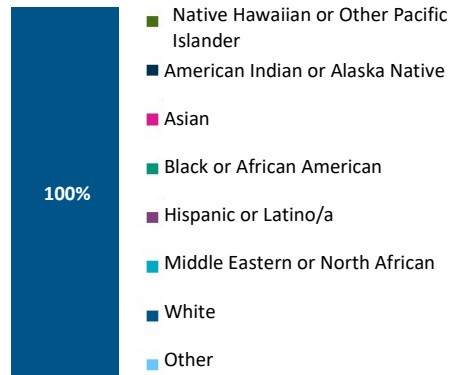 Native Hawaiian or Other Pacific
Islander
American Indian or Alaska Native
Asian
Black or African American
100%
Hispanic or Latino/a
Middle Eastern or North African
White
Other